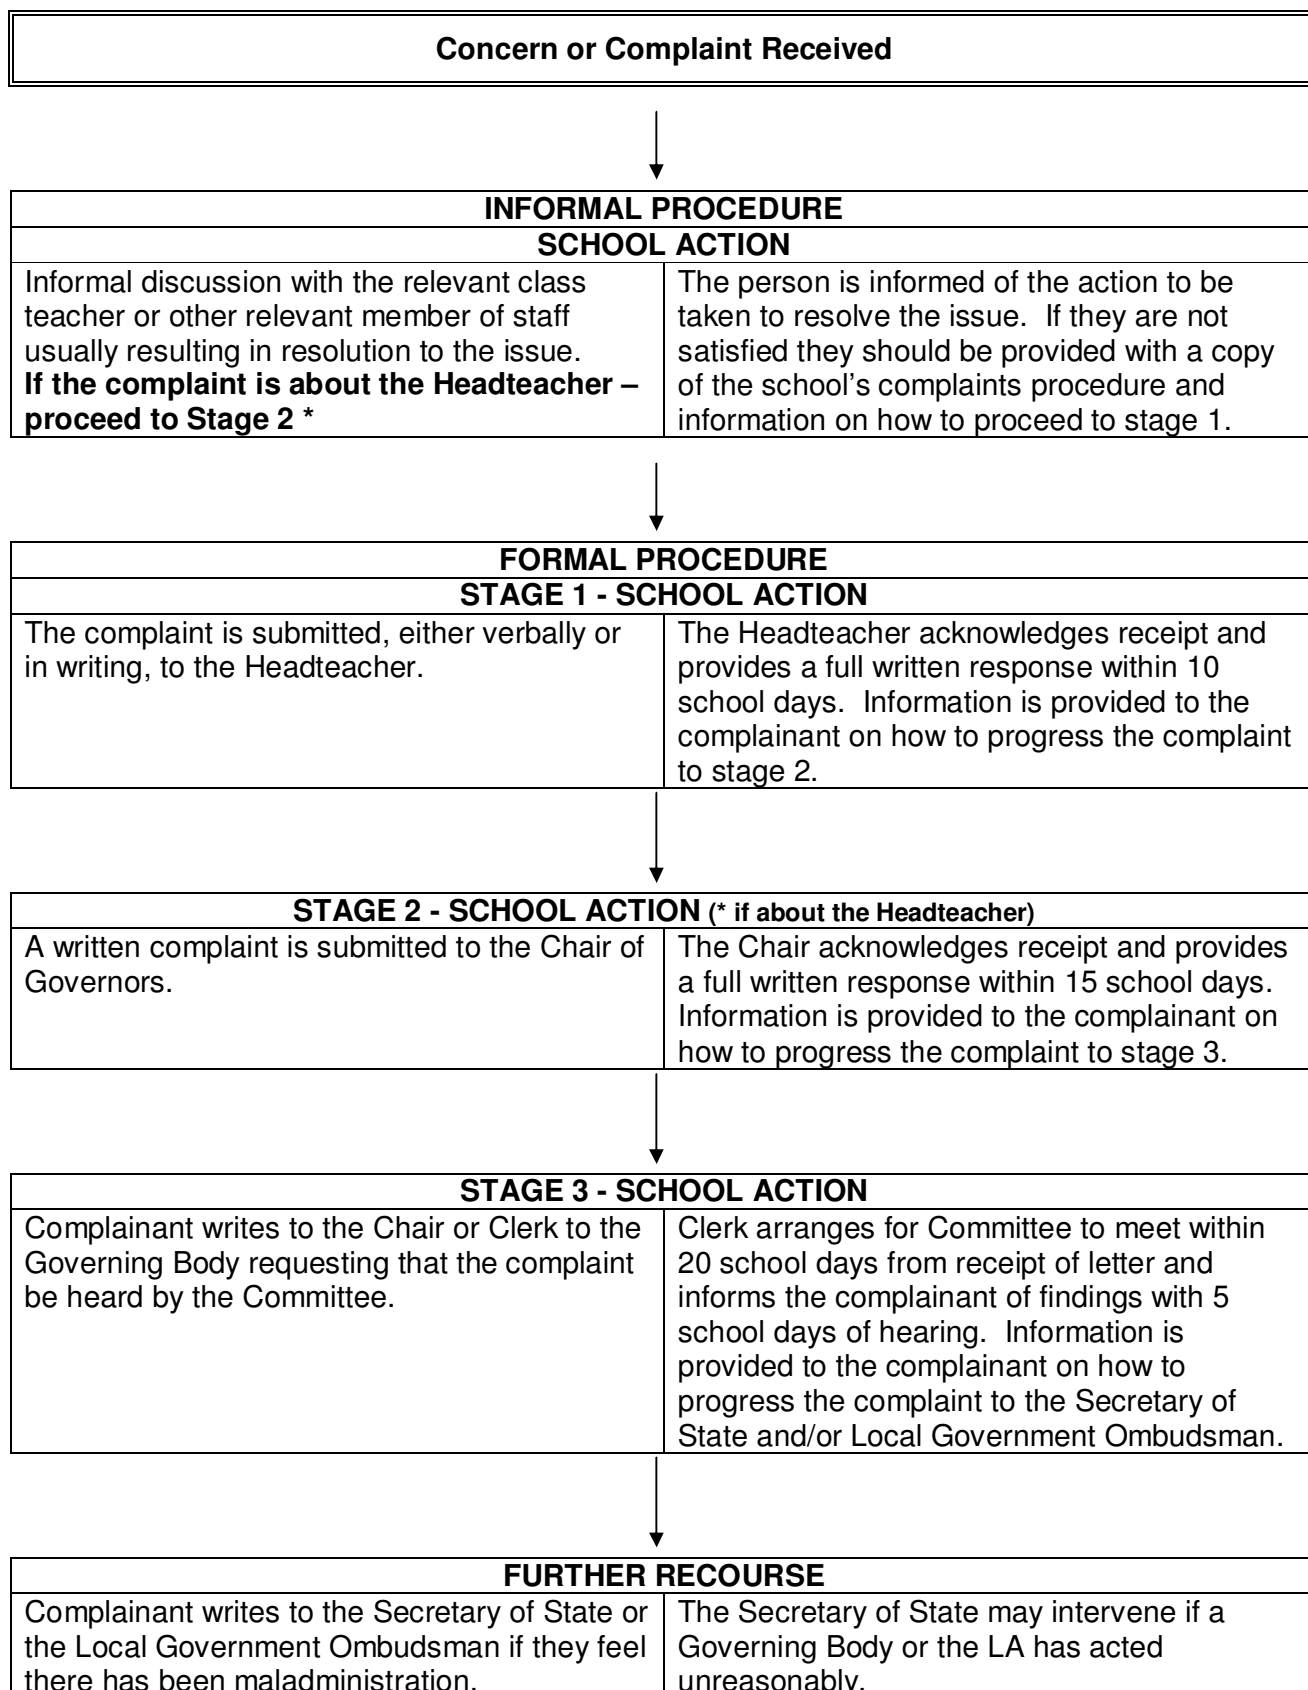 Concern or Complaint Received
INFORMAL PROCEDURE
SCHOOL ACTION
Informal discussion with the relevant class
teacher or other relevant member of staff
usually resulting in resolution to the issue.
If the complaint is about the Headteacher –
proceed to Stage 2 *
The person is informed of the action to be
taken to resolve the issue.  If they are not
satisfied they should be provided with a copy
of the school's complaints procedure and
information on how to proceed to stage 1.
FORMAL PROCEDURE
STAGE 1 - SCHOOL ACTION
The complaint is submitted, either verbally or
in writing, to the Headteacher.
The Headteacher acknowledges receipt and
provides a full written response within 10
school days.  Information is provided to the
complainant on how to progress the complaint
to stage 2.
STAGE 2 - SCHOOL ACTION (* if about the Headteacher)
A written complaint is submitted to the Chair of
Governors.
The Chair acknowledges receipt and provides
a full written response within 15 school days.
Information is provided to the complainant on
how to progress the complaint to stage 3.
STAGE 3 - SCHOOL ACTION
Complainant writes to the Chair or Clerk to the
Governing Body requesting that the complaint
be heard by the Committee.
Clerk arranges for Committee to meet within
20 school days from receipt of letter and
informs the complainant of findings with 5
school days of hearing.  Information is
provided to the complainant on how to
progress the complaint to the Secretary of
State and/or Local Government Ombudsman.
FURTHER RECOURSE
Complainant writes to the Secretary of State or
the Local Government Ombudsman if they feel
there has been maladministration.
The Secretary of State may intervene if a
Governing Body or the LA has acted
unreasonably.